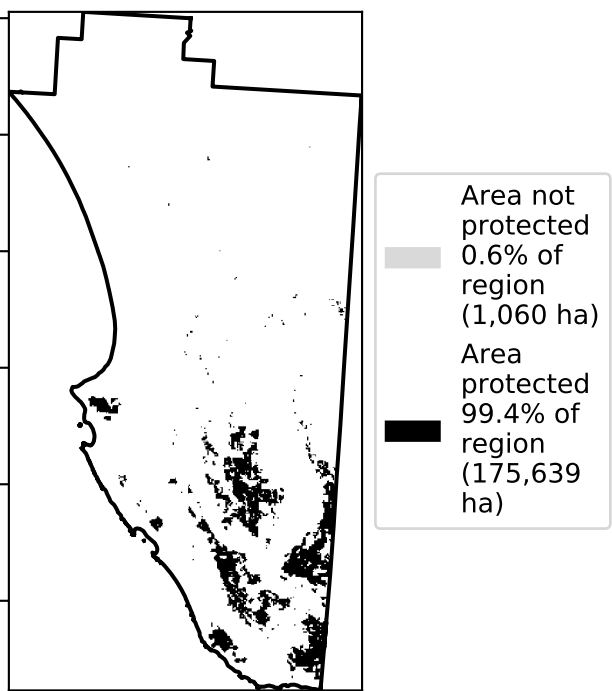 Area not
protected
0.6% of
region
(1,060 ha)
Area
protected
99.4% of
region
(175,639
ha)